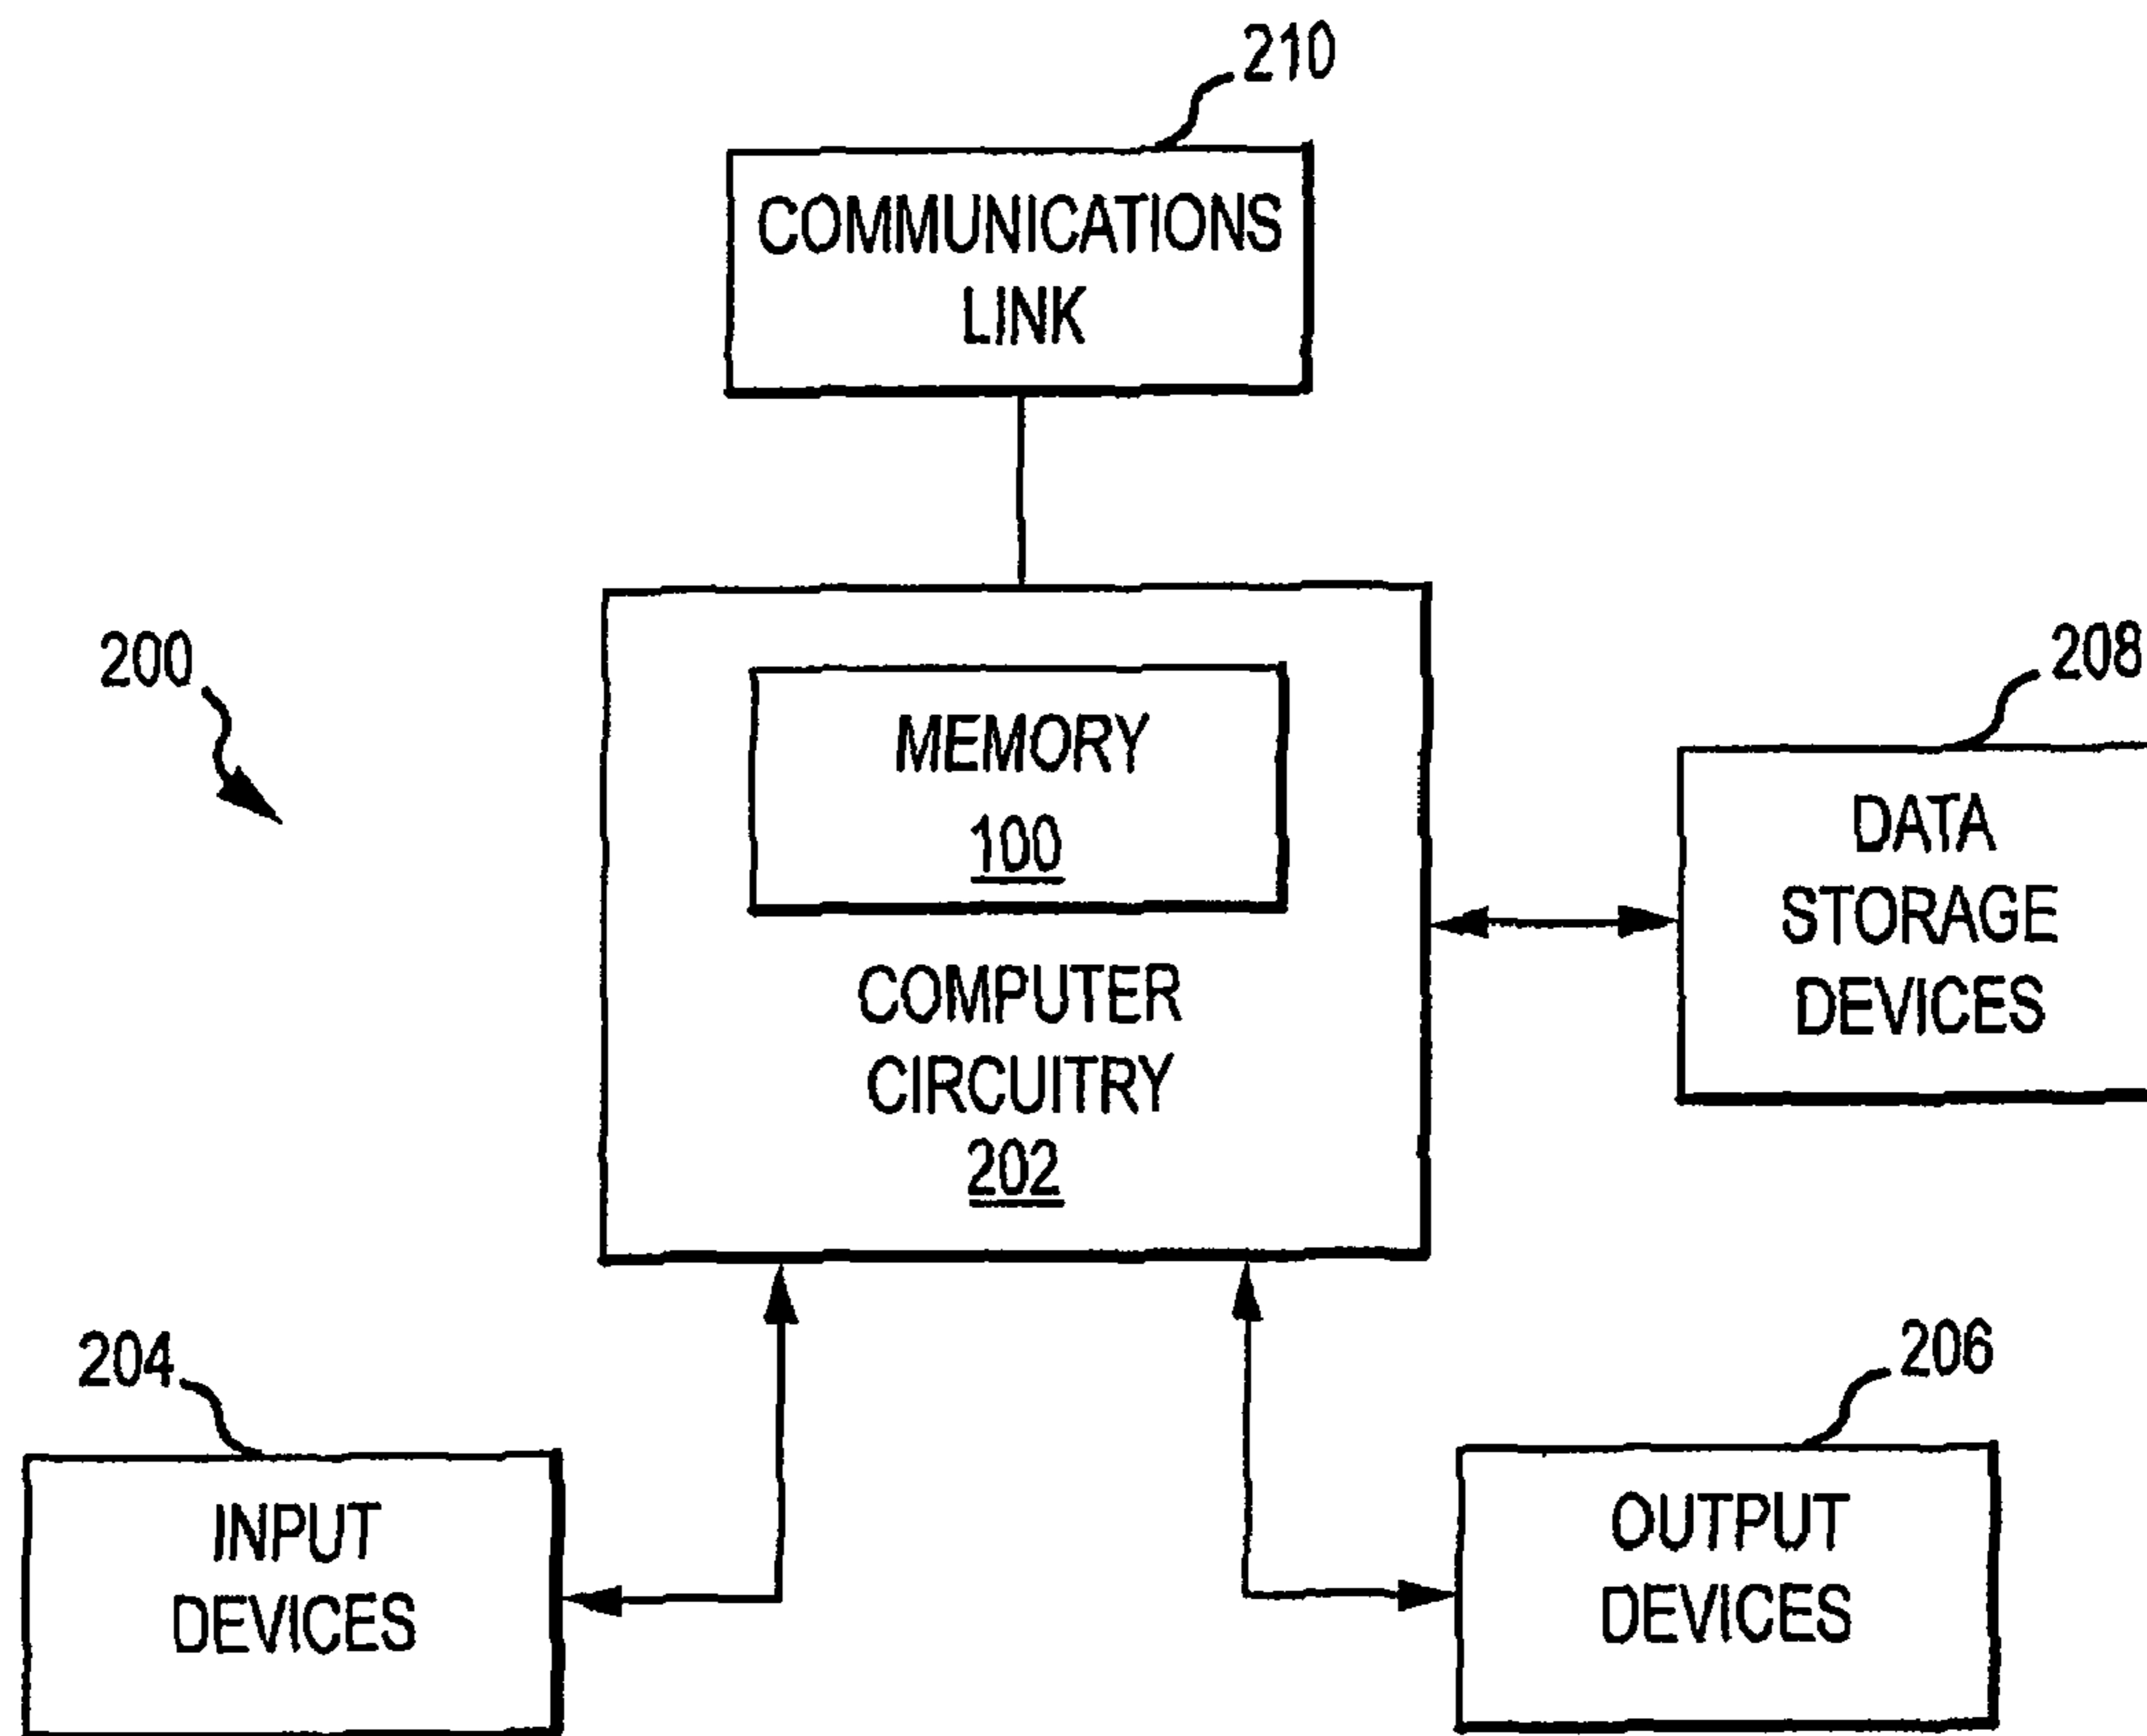 210
COMMUNICATIONS
LINK
200
MEMORY
100
COMPUTER
CIRCUITRY
202
208
DATA
STORAGE
DEVICES
204
INPUT
DEVICES
206
OUTPUT
DEVICES